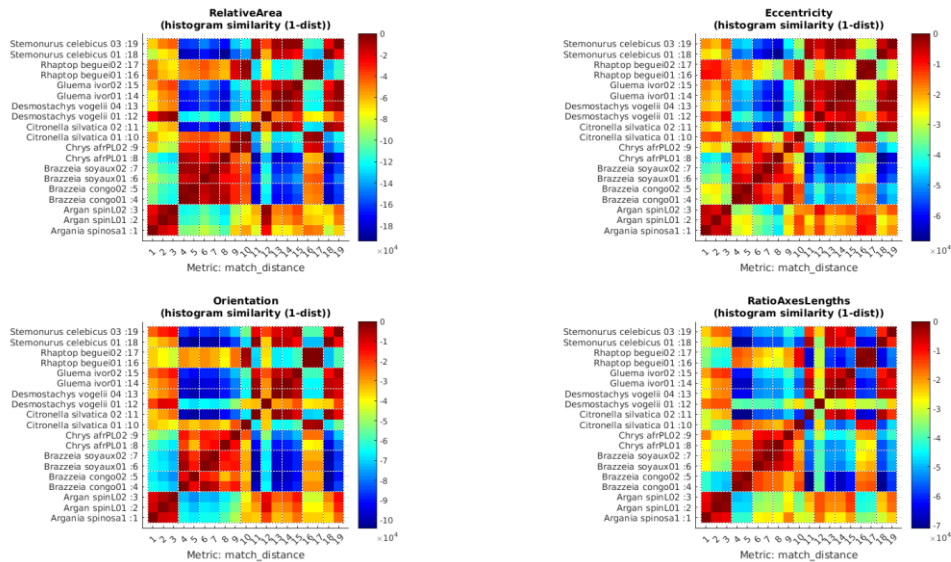 RelativeArea
(histogram similarity (1-dist))
Stemonurus celebicus 03 :19
Stemonurus celebicus 01 :18
Rhaptop beguei02 :17
Rhaptop beguei01 :16
Gluema ivor02 :15
Gluema ivor01 :14
Desmostachys vogelii 04 :13
Desmostachys vogelii 01 :12
Citronella silvatica 02 :11
Citronella silvatica 01 :10
Chrys afrPL02 :9
Chrys afrPL01 :8
Brazzeia soyaux02 :7
Brazzeia soyaux01 :6
Brazzeia congo02 :5
Brazzeia congo01 :4
Argan spinL02 :3
Argan spinL01 :2
Argania spinosa1 :1
1 2 3 4 5 6 7 8 9 10 11 12 13 14 15 16 17 18 19
Metric: match_distance
0
-2
-4
-6
-8
-10
-12
-14
-16
-18
×10⁴
Eccentricity
(histogram similarity (1-dist))
Stemonurus celebicus 03 :19
Stemonurus celebicus 01 :18
Rhaptop beguei02 :17
Rhaptop beguei01 :16
Gluema ivor02 :15
Gluema ivor01 :14
Desmostachys vogelii 04 :13
Desmostachys vogelii 01 :12
Citronella silvatica 02 :11
Citronella silvatica 01 :10
Chrys afrPL02 :9
Chrys afrPL01 :8
Brazzeia soyaux02 :7
Brazzeia soyaux01 :6
Brazzeia congo02 :5
Brazzeia congo01 :4
Argan spinL02 :3
Argan spinL01 :2
Argania spinosa1 :1
1 2 3 4 5 6 7 8 9 10 11 12 13 14 15 16 17 18 19
Metric: match_distance
0
-1
-2
-3
-4
-5
-6
×10⁴
Orientation
(histogram similarity (1-dist))
Stemonurus celebicus 03 :19
Stemonurus celebicus 01 :18
Rhaptop beguei02 :17
Rhaptop beguei01 :16
Gluema ivor02 :15
Gluema ivor01 :14
Desmostachys vogelii 04 :13
Desmostachys vogelii 01 :12
Citronella silvatica 02 :11
Citronella silvatica 01 :10
Chrys afrPL02 :9
Chrys afrPL01 :8
Brazzeia soyaux02 :7
Brazzeia soyaux01 :6
Brazzeia congo02 :5
Brazzeia congo01 :4
Argan spinL02 :3
Argan spinL01 :2
Argania spinosa1 :1
1 2 3 4 5 6 7 8 9 10 11 12 13 14 15 16 17 18 19
Metric: match_distance
0
-1
-2
-3
-4
-5
-6
-7
-8
-9
-10
×10⁴
RatioAxesLengths
(histogram similarity (1-dist))
Stemonurus celebicus 03 :19
Stemonurus celebicus 01 :18
Rhaptop beguei02 :17
Rhaptop beguei01 :16
Gluema ivor02 :15
Gluema ivor01 :14
Desmostachys vogelii 04 :13
Desmostachys vogelii 01 :12
Citronella silvatica 02 :11
Citronella silvatica 01 :10
Chrys afrPL02 :9
Chrys afrPL01 :8
Brazzeia soyaux02 :7
Brazzeia soyaux01 :6
Brazzeia congo02 :5
Brazzeia congo01 :4
Argan spinL02 :3
Argan spinL01 :2
Argania spinosa1 :1
1 2 3 4 5 6 7 8 9 10 11 12 13 14 15 16 17 18 19
Metric: match_distance
0
-1
-2
-3
-4
-5
-6
-7
×10⁴